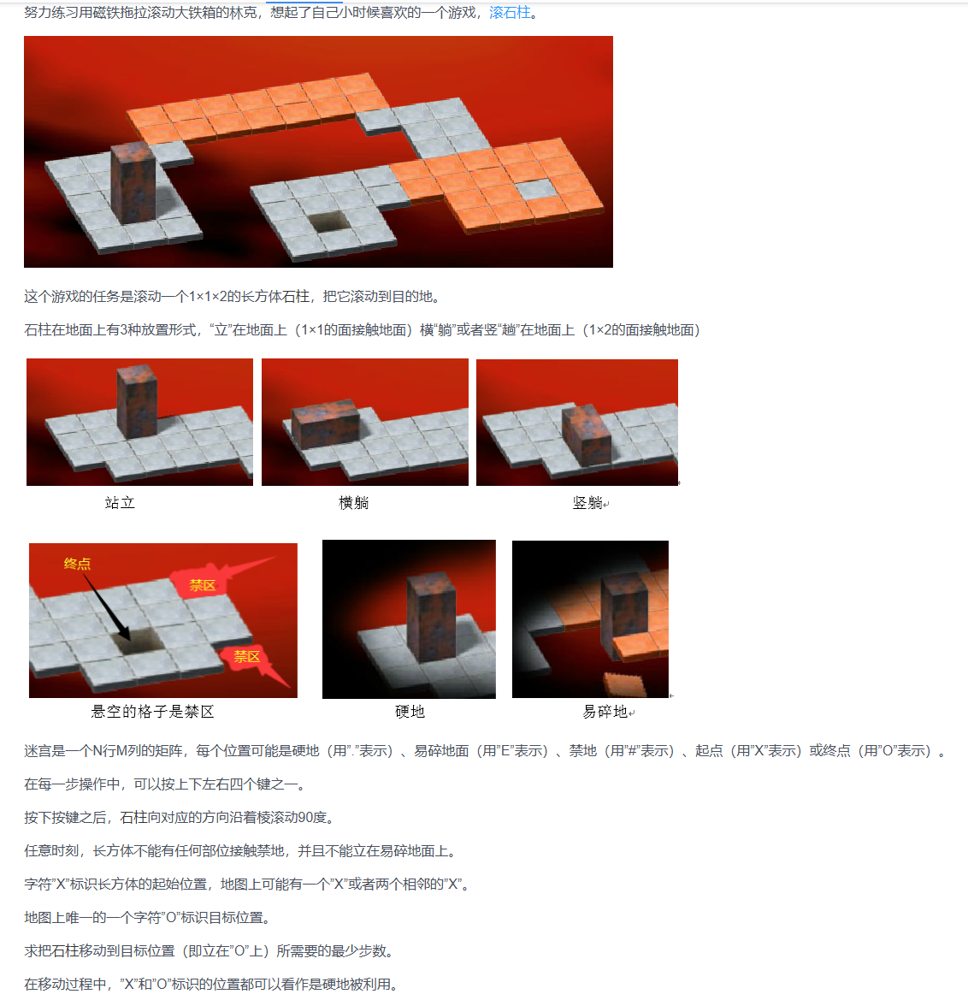 努力练习用磁铁拖拉滚动大铁箱的林克，想起了自己小时候喜欢的一个游戏，滚石柱。
这个游戏的任务是滚动一个1×1×2的长方体石柱，把它滚动到目的地。
石柱在地面上有3种放置形式，“立”在地面上（1×1的面接触地面）横“躺”或者竖“趟”在地面上（1×2的面接触地面）
站立 横躺 竖躺
终点
禁区
禁区
悬空的格子是禁区 硬地 易碎地
迷宫是一个N行M列的矩阵，每个位置可能是硬地（用”.”表示）、易碎地面（用”E”表示）、禁地（用”#”表示）、起点（用”X”表示）或终点（用”O”表示）。
在每一步操作中，可以按上下左右四个键之一。
按下按键之后，石柱向对应的方向沿着棱滚动90度。
任意时刻，长方体不能有任何部位接触禁地，并且不能立在易碎地面上。
字符”X”标识长方体的起始位置，地图上可能有一个”X”或者两个相邻的”X”。
地图上唯一的一个字符”O”标识目标位置。
求把石柱移动到目标位置（即立在”O”上）所需要的最少步数。
在移动过程中，”X”和”O”标识的位置都可以看作是硬地被利用。